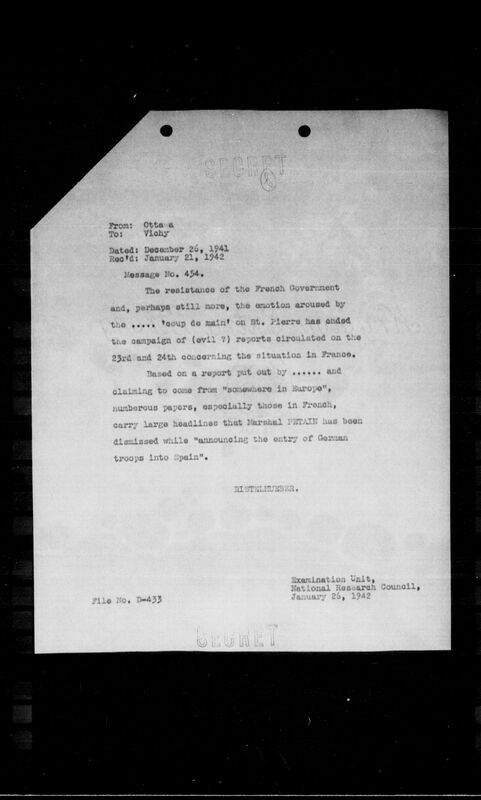 SECRET
From: Ottawa
To: Vichy
Dated: December 26, 1941
Rec'd: January 21, 1942
Message No. 454.
The resistance of the French Government
and, perhaps still more, the emotion aroused by
the ..... 'coup de main' on St. Pierre has ended
the campaign of (evil ?) reports circulated on the
23rd and 24th concerning the situation in France.
Based on a report put out by ...... and
claiming to come from "somewhere in Europe",
numberous papers, especially those in French,
carry large headlines that Marshal PETAIN has been
dismissed while "announcing the entry of German
troops into Spain".
RISTELHUEBER.
Examination Unit,
National Research Council,
File No. D-433
January 26, 1942
SECRET